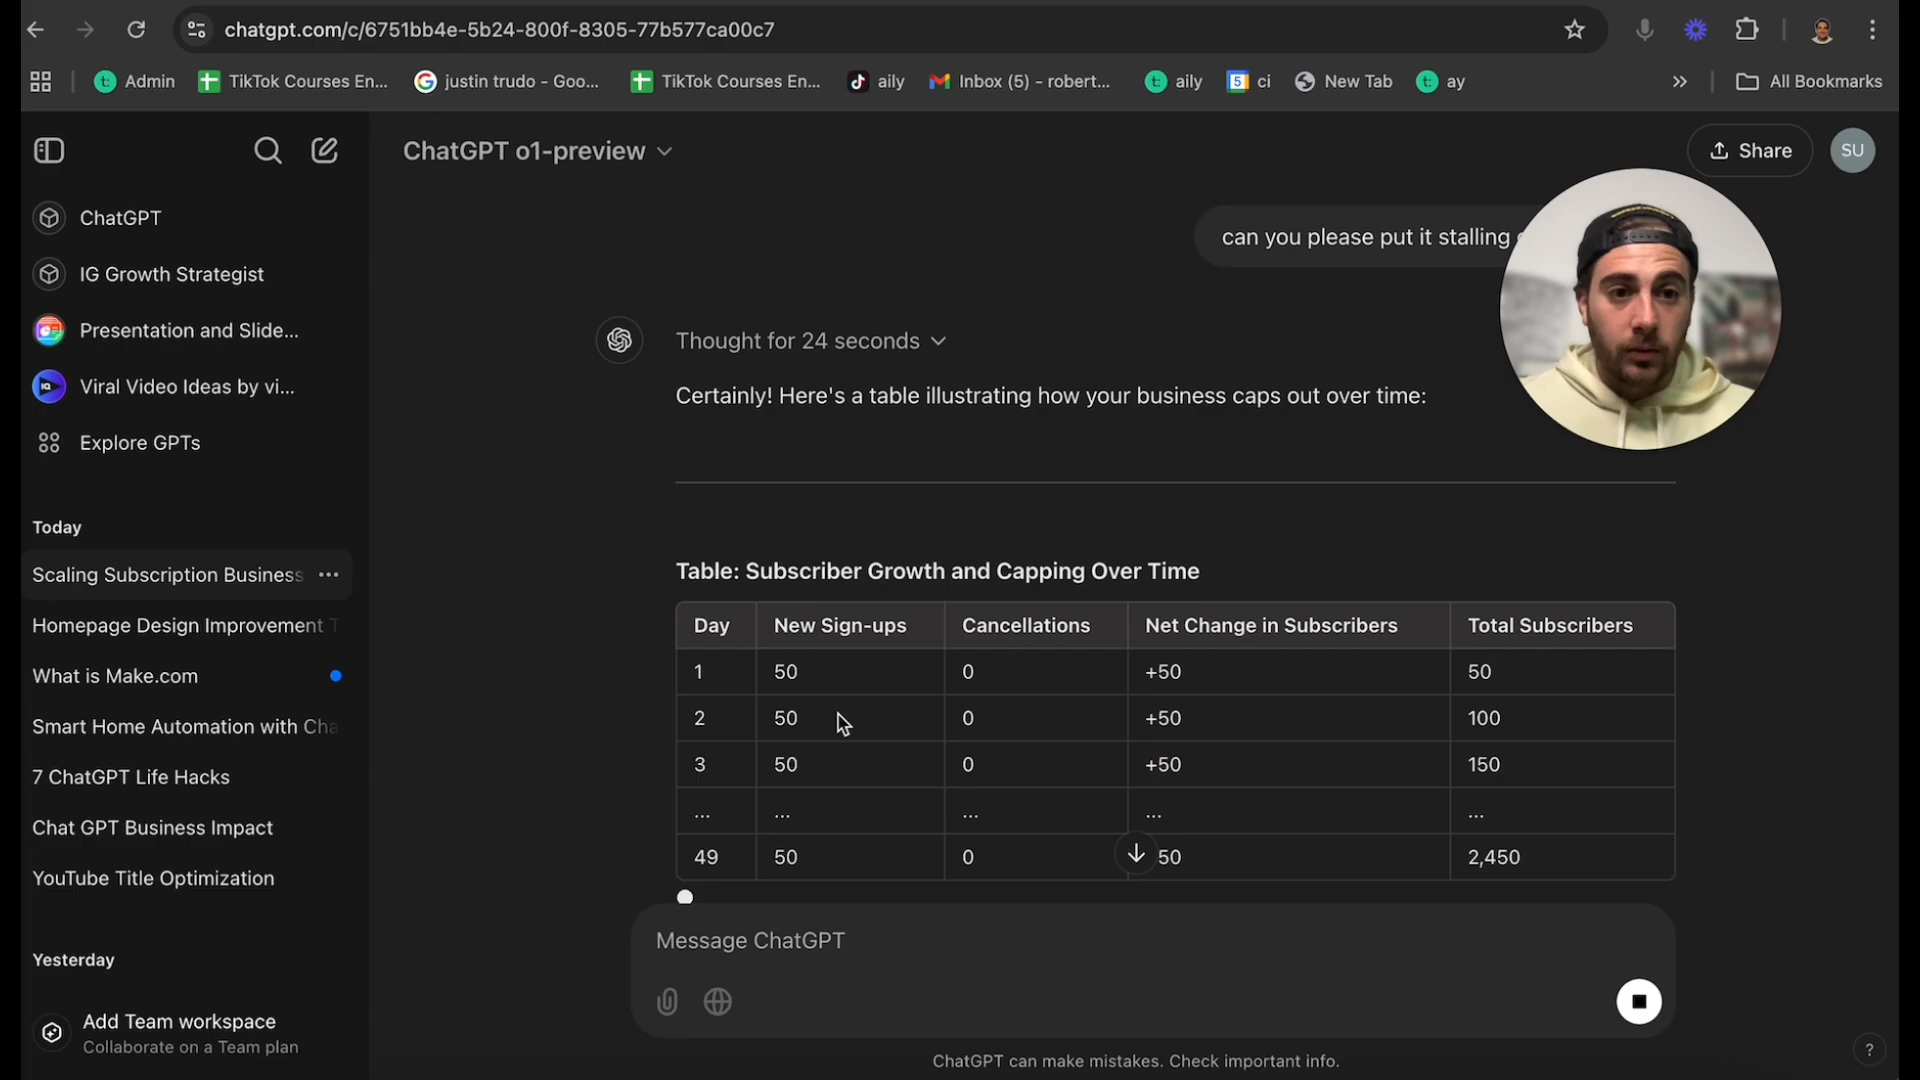 chatgpt.com/c/6751bb4e-5b24-800f-8305-77b577ca00c7
Admin
TikTok Courses En...
justin trudo - Goo...
TikTok Courses En...
aily
Inbox (5) - robert...
aily
5 ci
New Tab
ay
All Bookmarks
ChatGPT o1-preview
Share
SU
ChatGPT
IG Growth Strategist
Presentation and Slide...
Viral Video Ideas by vi...
Explore GPTs
Today
Scaling Subscription Business
Homepage Design Improvement
What is Make.com
Smart Home Automation with Cha
7 ChatGPT Life Hacks
Chat GPT Business Impact
YouTube Title Optimization
Yesterday
Add Team workspace
Collaborate on a Team plan
can you please put it stalling
Thought for 24 seconds
Certainly! Here's a table illustrating how your business caps out over time:
Table: Subscriber Growth and Capping Over Time
Day New Sign-ups Cancellations Net Change in Subscribers Total Subscribers
1 50 0 +50 50
2 50 0 +50 100
3 50 0 +50 150
... ... ... ... ...
49 50 0 50 2,450
Message ChatGPT
ChatGPT can make mistakes. Check important info.
?